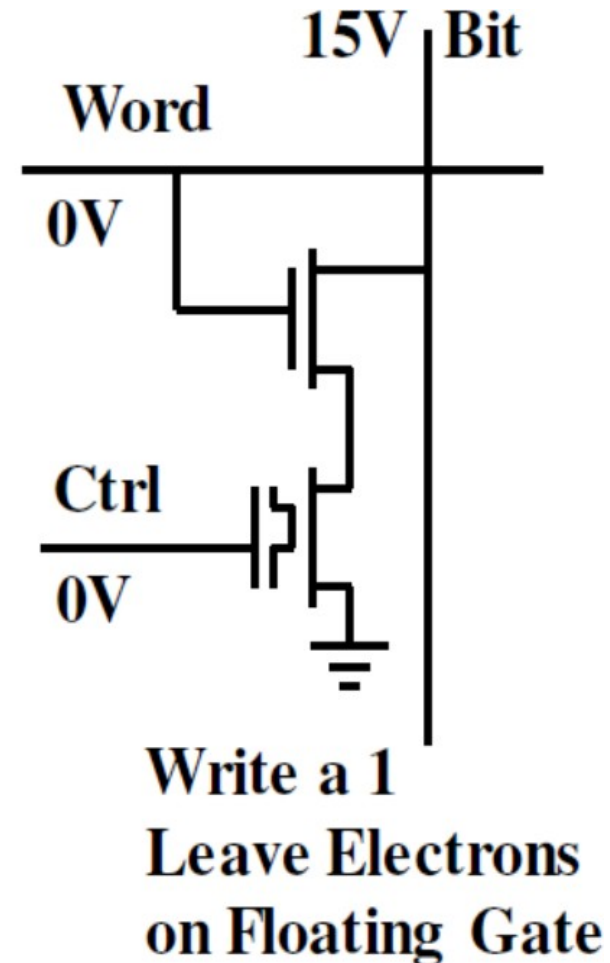 15V Bit
Word
0V
Ctrl
0V
Write a 1
Leave Electrons
on Floating Gate